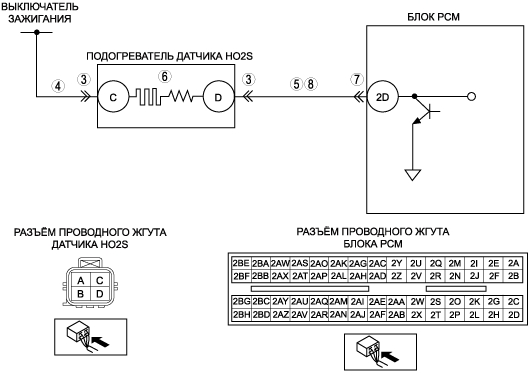 ВЫКЛЮЧАТЕЛЬ
ЗАЖИГАНИЯ
БЛОК PCM
ПОДОГРЕВАТЕЛЬ ДАТЧИКА HO2S
4
3
6
3
5 8
7
C
D
2D
РАЗЪЁМ ПРОВОДНОГО ЖГУТА
ДАТЧИКА HO2S
A C
B D
РАЗЪЁМ ПРОВОДНОГО ЖГУТА
БЛОКА PCM
2BE 2BA 2AW 2AS 2AO 2AK 2AG 2AC 2Y 2U 2Q 2M 2I 2E 2A
2BF 2BB 2AX 2AT 2AP 2AL 2AH 2AD 2Z 2V 2R 2N 2J 2F 2B
2BG 2BC 2AY 2AU 2AQ 2AM 2AI 2AE 2AA 2W 2S 2O 2K 2G 2C
2BH 2BD 2AZ 2AV 2AR 2AN 2AJ 2AF 2AB 2X 2T 2P 2L 2H 2D